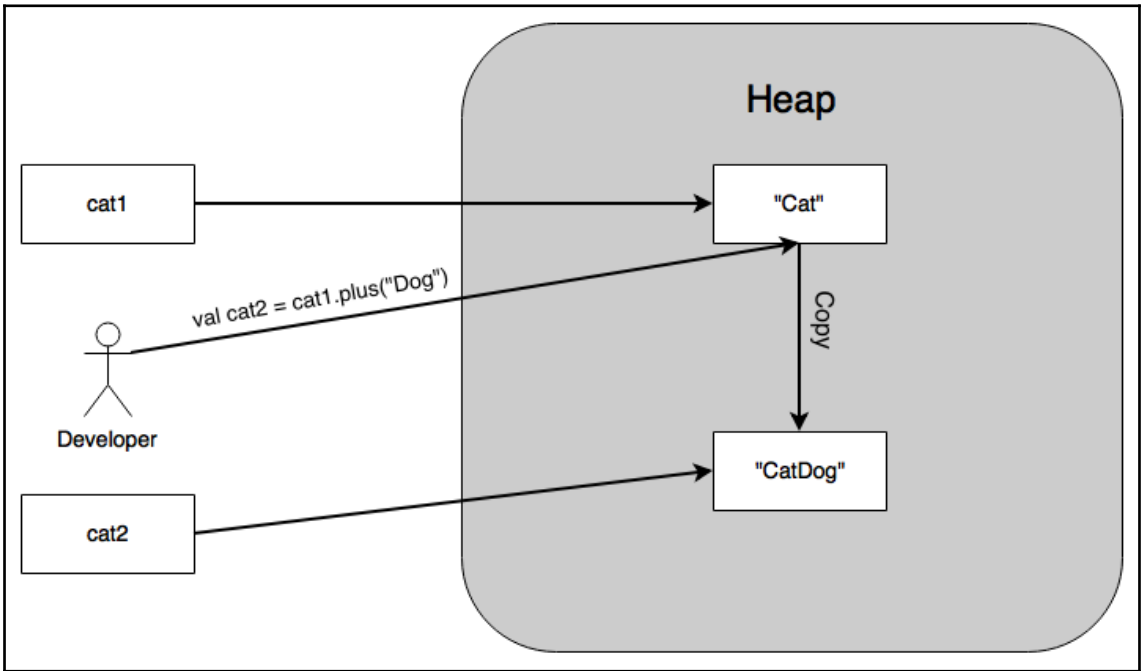 Heap
cat1
"Cat"
val cat2 = cat1.plus("Dog")
Copy
Developer
"CatDog"
cat2